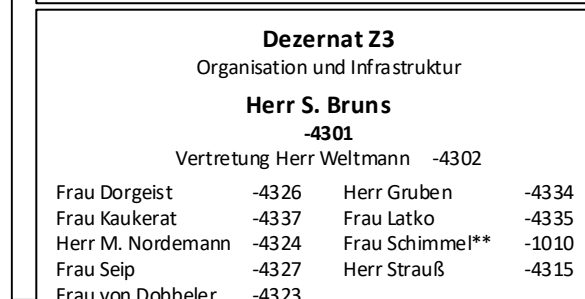 Dezernat Z3
Organisation und Infrastruktur
Herr S. Bruns
-4301
Vertretung Herr Weltmann -4302
Frau Dorgeist -4326 Herr Gruben -4334
Frau Kaukerat -4337 Frau Latko -4335
Herr M. Nordemann -4324 Frau Schimmel** -1010
Frau Seip -4327 Herr Strauß -4315
Frau von Dobbeler -4323